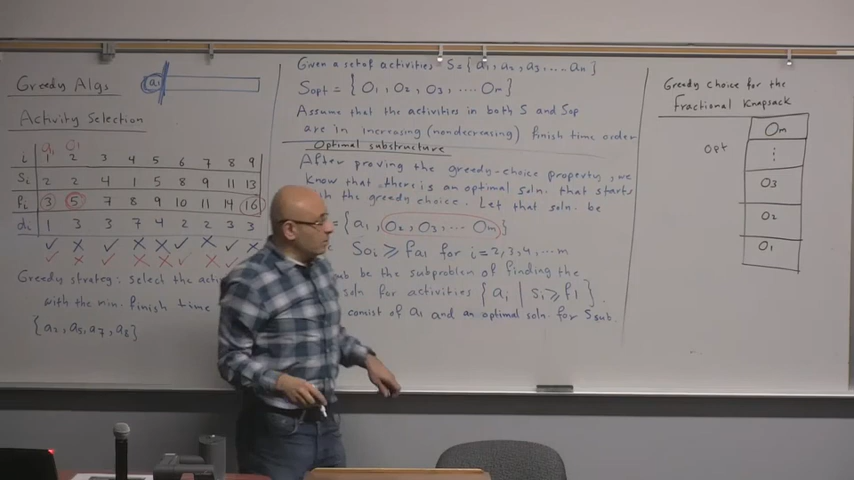 Greedy Algs
a1
Activity Selection
a1 O1
i 1 2 3 4 5 6 7 8 9
Si 2 2 4 1 5 8 9 11 13
fi 3 5 7 8 9 10 11 14 16
di 1 3 3 7 4 2 2 3 3
✓ X ✓ X X ✓ X ✓ X
✓ X ✓ X X ✓ X
Greedy strategy: select the
with the min. finish time
{a2, a5, a7, a8}
Given a set of activities S = {a1, a2, a3, .... an}
Sopt = {O1, O2, O3, .... Om}
Assume that the activities in both S and Sop
are in increasing (nondecreasing) finish time order
Optimal substructure
After proving the greedy-choice property, we
know that there is an optimal soln. that starts
with the greedy choice. Let that soln. be
= {a1, O2, O3, ... Om}
SOi ≥ fa1 for i = 2, 3, 4, ... m
be the subproblem of finding the
soln for activities {ai | Si ≥ f1}.
consist of a1 and an optimal soln. for Ssub.
Greedy choice for the
fractional Knapsack
Opt
Om
⋮
O3
O2
O1